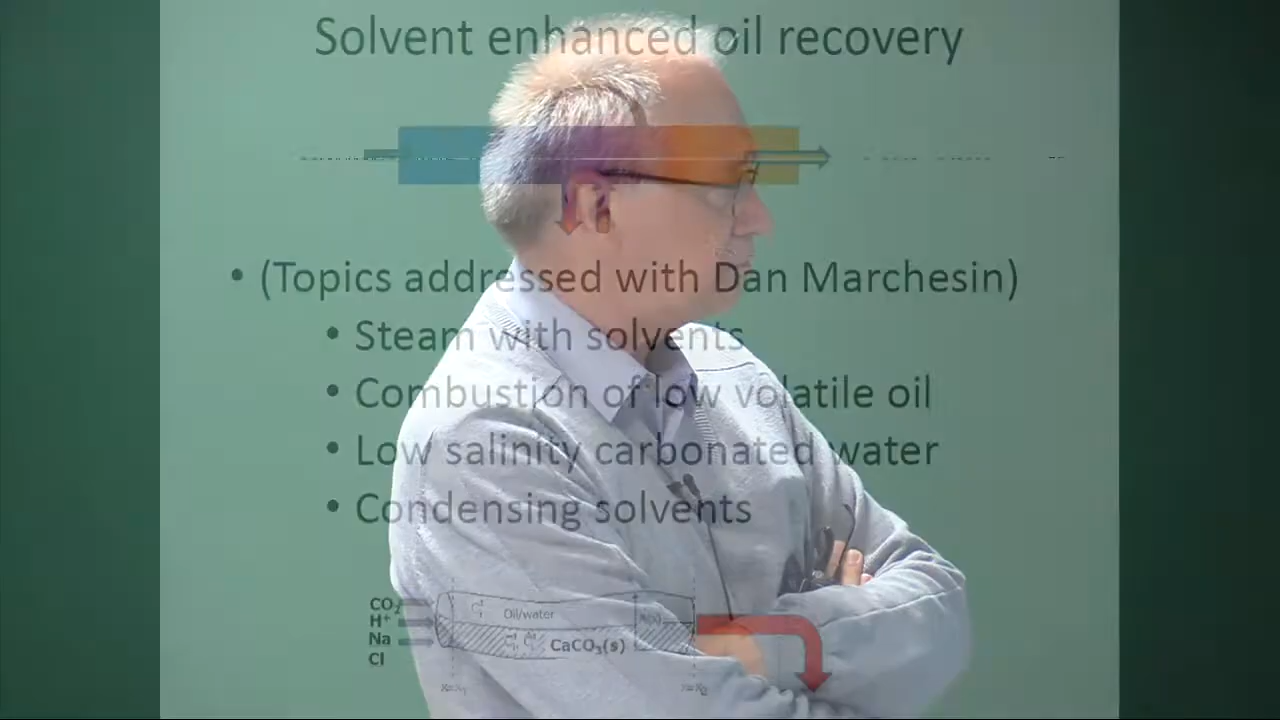 Solvent enhanced oil recovery
• (Topics addressed with Dan Marchesin)
• Steam with solvents
• Combustion of low volatile oil
• Low salinity carbonated water
• Condensing solvents
CO2
H+
Na
Cl
Oil/water
CaCO3(s)